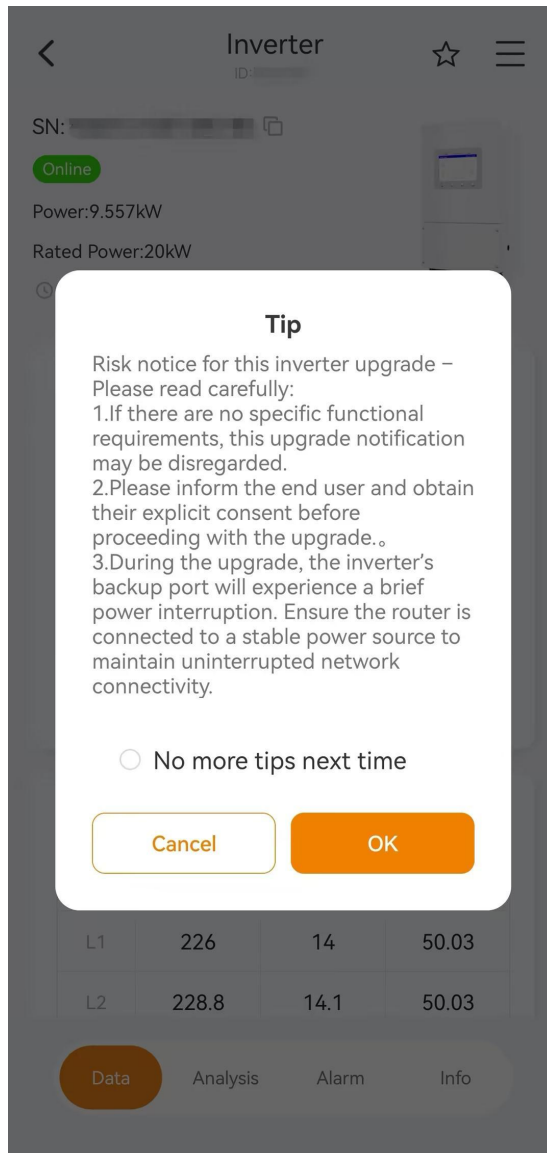 Inverter
ID:
SN:
Online
Power:9.557kW
Rated Power:20kW
Tip
Risk notice for this inverter upgrade –
Please read carefully:
1.If there are no specific functional
requirements, this upgrade notification
may be disregarded.
2.Please inform the end user and obtain
their explicit consent before
proceeding with the upgrade.。
3.During the upgrade, the inverter's
backup port will experience a brief
power interruption. Ensure the router is
connected to a stable power source to
maintain uninterrupted network
connectivity.
No more tips next time
Cancel OK
L1 226 14 50.03
L2 228.8 14.1 50.03
Data Analysis Alarm Info